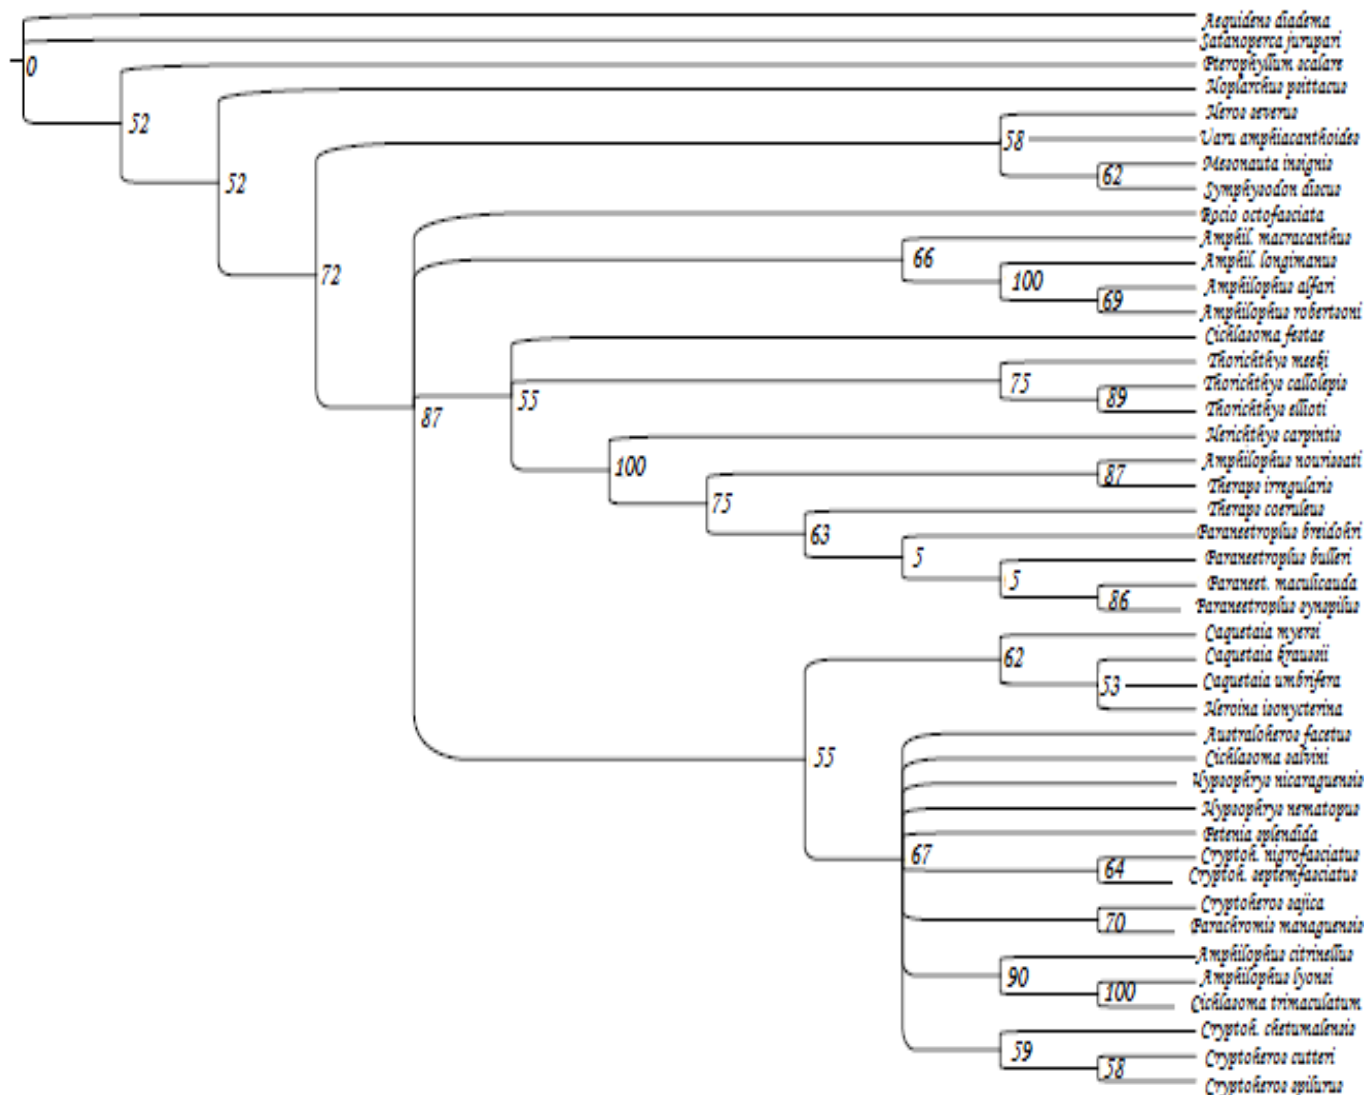 Aequidens diadema
Satanoperca jurupari
0
Pterophyllum scalare
Hoplarchus psittacus
52
Heros severus
58
Uaru amphiacanthoides
Mesonauta insignis
62
52
Symphysodon discus
Rocio octofasciata
Amphil. macracanthus
66
Amphil. longimanus
72
100
Amphilophus alfari
69
Amphilophus robertsoni
Cichlasoma festae
Thorichthys meeki
75
Thorichthys callolepis
55
89
Thorichthys ellioti
87
Herichthys carpintis
Amphilophus nourissati
100
87
Theraps irregularis
75
Theraps coeruleus
63
Paraneetroplus breidohri
5
Paraneetroplus bulleri
5
Paraneet. maculicauda
86
Paraneetroplus synspilus
Caquetaia myersi
62
Caquetaia kraussii
53
Caquetaia umbrifera
Heroina isonycterina
Australoheros facetus
55
Cichlasoma salvini
Hypsophrys nicaraguensis
Hypsophrys nematopus
Petenia splendida
67
Cryptoh. nigrofasciatus
64
Cryptoh. septemfasciatus
Cryptoheros sajica
70
Parachromis managuensis
Amphilophus citrinellus
90
Amphilophus lyonsi
100
Cichlasoma trimaculatum
Cryptoh. chetumalensis
59
Cryptoheros cutteri
58
Cryptoheros spilurus